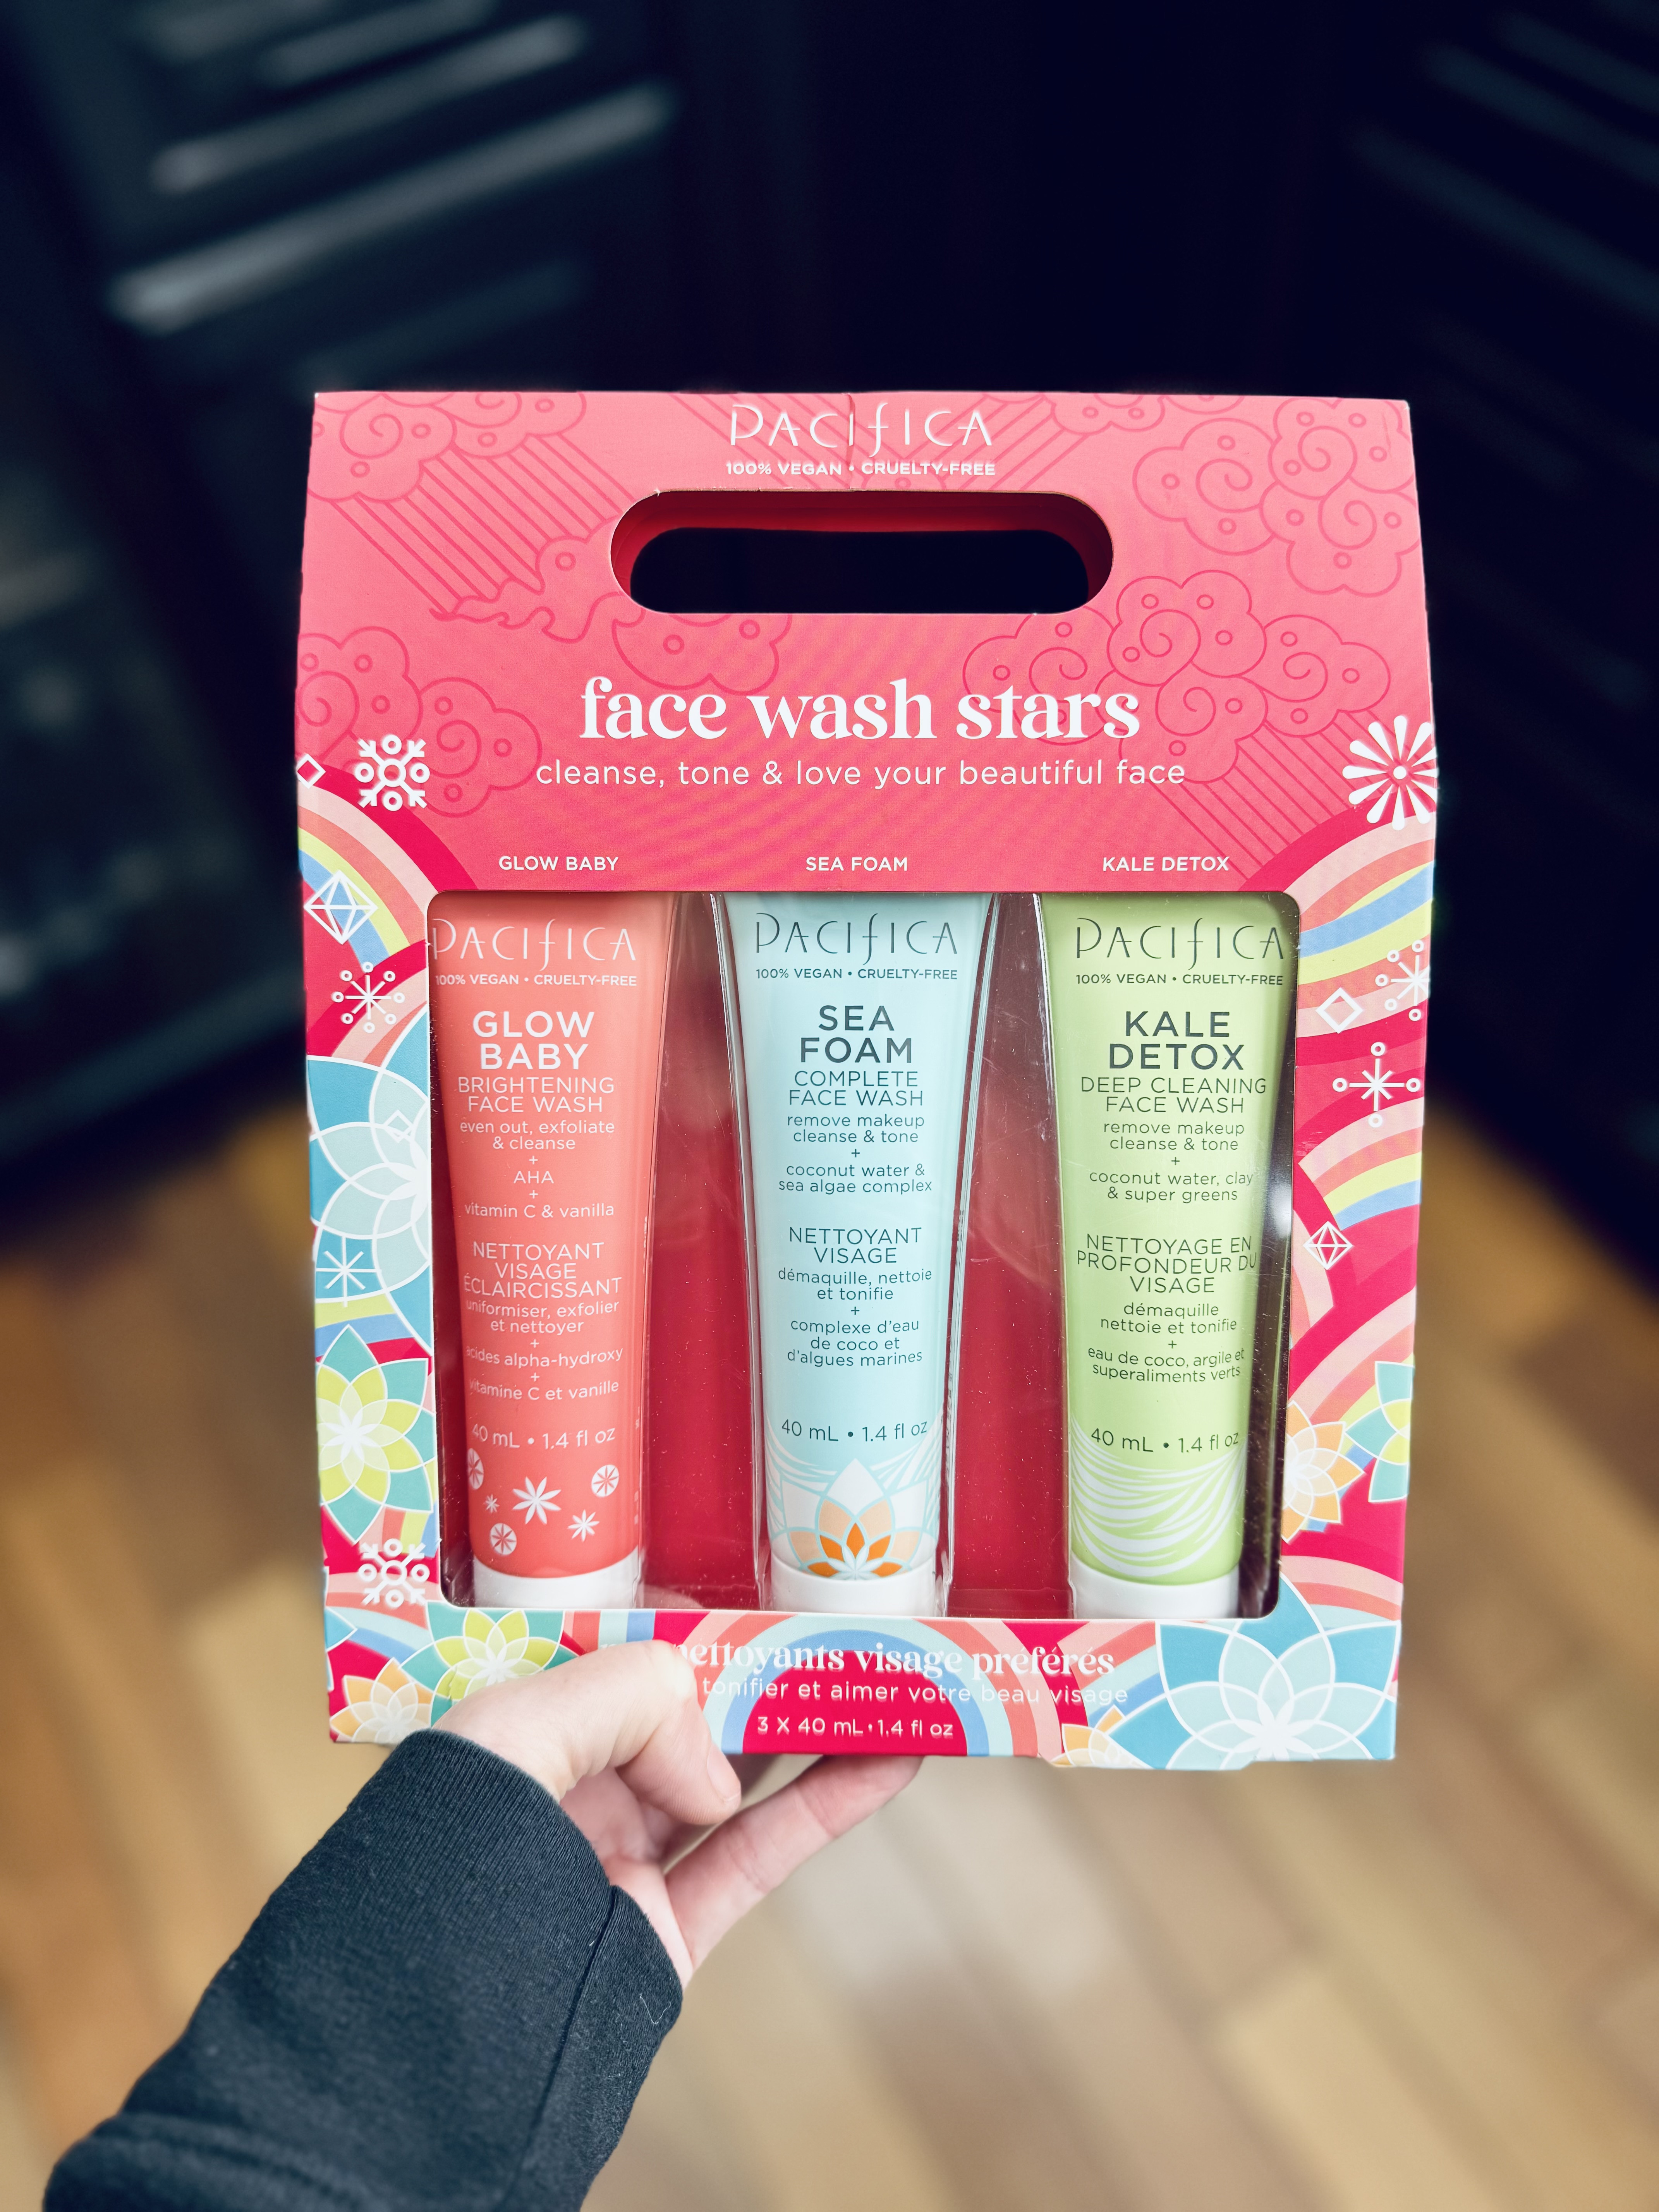 PACIFICA
100% VEGAN • CRUELTY-FREE
face wash stars
cleanse, tone & love your beautiful face
GLOW BABY
SEA FOAM
KALE DETOX
PACIFICA
100% VEGAN • CRUELTY-FREE
GLOW
BABY
BRIGHTENING
FACE WASH
even out, exfoliate
& cleanse
+
AHA
+
vitamin C & vanilla
NETTOYANT
VISAGE
ÉCLAIRCISSANT
uniformiser, exfolier
et nettoyer
+
acides alpha-hydroxy
+
vitamine C et vanille
40 mL • 1.4 fl oz
PACIFICA
100% VEGAN • CRUELTY-FREE
SEA
FOAM
COMPLETE
FACE WASH
remove makeup
cleanse & tone
+
coconut water &
sea algae complex
NETTOYANT
VISAGE
démaquille, nettoie
et tonifie
+
complexe d'eau
de coco et
d'algues marines
40 mL • 1.4 fl oz
PACIFICA
100% VEGAN • CRUELTY-FREE
KALE
DETOX
DEEP CLEANING
FACE WASH
remove makeup
cleanse & tone
+
coconut water, clay
& super greens
NETTOYAGE EN
PROFONDEUR DU
VISAGE
démaquille
nettoie et tonifie
+
eau de coco, argile et
superaliments verts
40 mL • 1.4 fl oz
nettoyants visage préférés
tonifier et aimer votre beau visage
3 X 40 mL • 1.4 fl oz